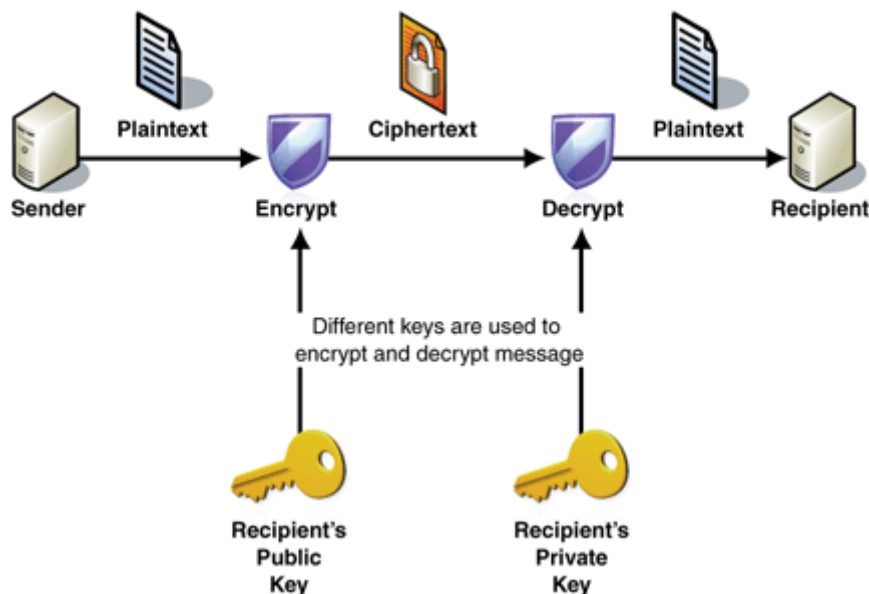 Plaintext
Ciphertext
Plaintext
Sender
Encrypt
Decrypt
Recipient
Different keys are used to
encrypt and decrypt message
Recipient's
Public
Key
Recipient's
Private
Key